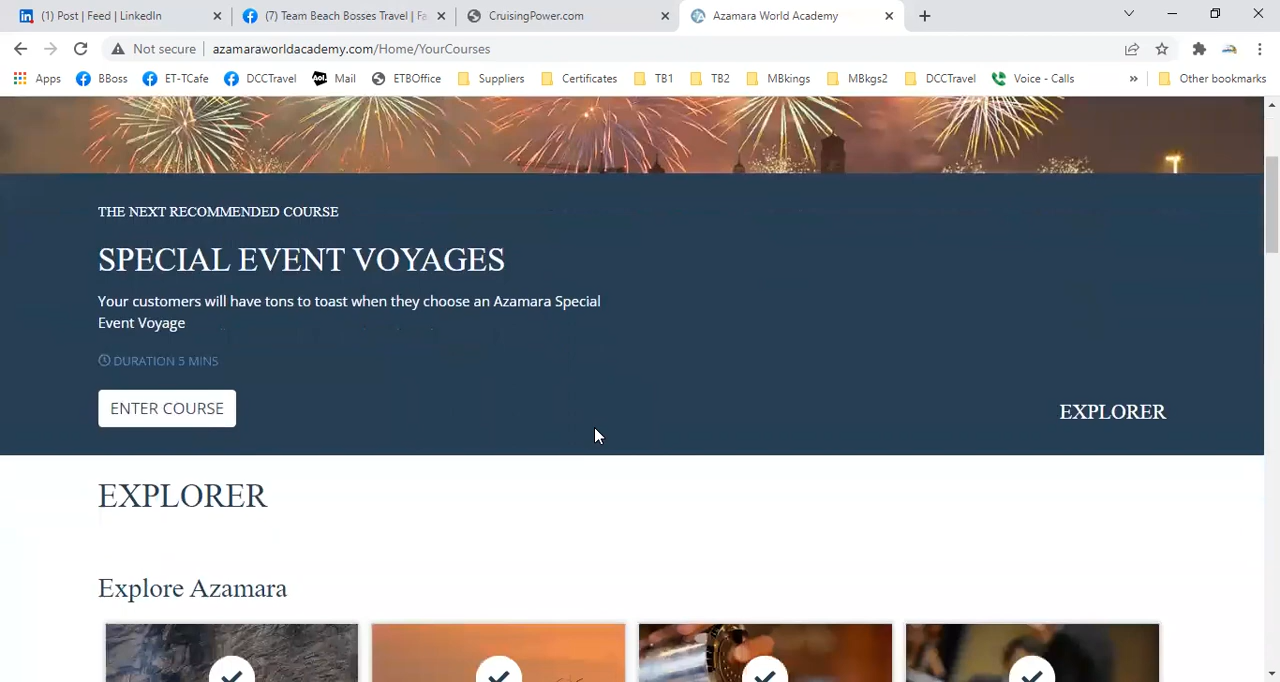 (1) Post | Feed | LinkedIn
(7) Team Beach Bosses Travel | Fa
CruisingPower.com
Azamara World Academy
Not secure
azamaraworldacademy.com/Home/YourCourses
Apps
BBoss
ET-TCafe
DCCTravel
Aol.
Mail
ETBOffice
Suppliers
Certificates
TB1
TB2
MBkings
MBkgs2
DCCTravel
Voice - Calls
»
Other bookmarks
THE NEXT RECOMMENDED COURSE
SPECIAL EVENT VOYAGES
Your customers will have tons to toast when they choose an Azamara Special
Event Voyage
DURATION 5 MINS
ENTER COURSE
EXPLORER
EXPLORER
Explore Azamara